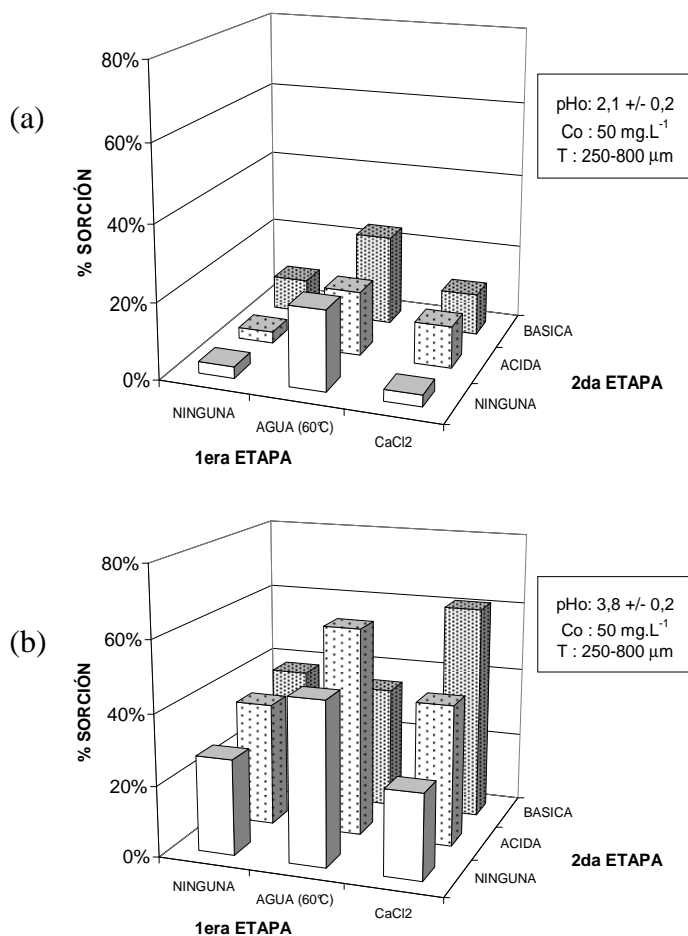 (a)
80%
60%
40%
20%
0%
% SORCIÓN
NINGUNA
AGUA (60°C)
CaCl2
1era ETAPA
BASICA
ACIDA
NINGUNA
2da ETAPA
pHo: 2,1 +/- 0,2
Co : 50 mg.L-1
T : 250-800 µm
(b)
80%
60%
40%
20%
0%
% SORCIÓN
NINGUNA
AGUA (60°C)
CaCl2
1era ETAPA
BASICA
ACIDA
NINGUNA
2da ETAPA
pHo: 3,8 +/- 0,2
Co : 50 mg.L-1
T : 250-800 µm